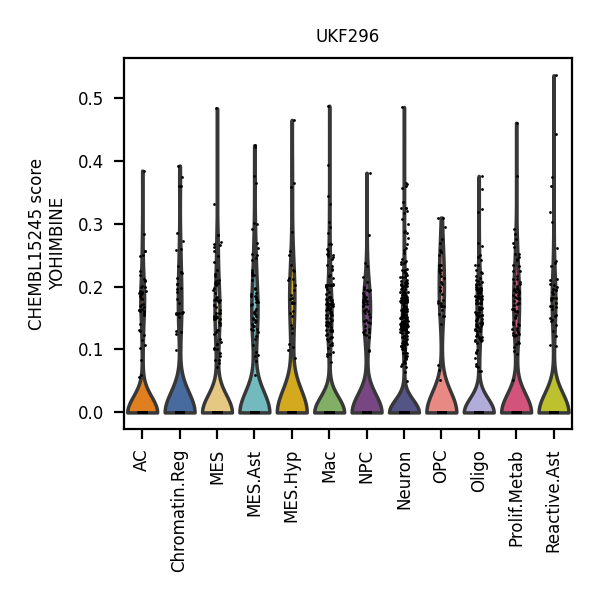 UKF296
CHEMBL15245 score
YOHIMBINE
0.5
0.4
0.3
0.2
0.1
0.0
AC
Chromatin.Reg
MES
MES.Ast
MES.Hyp
Mac
NPC
Neuron
OPC
Oligo
Prolif.Metab
Reactive.Ast